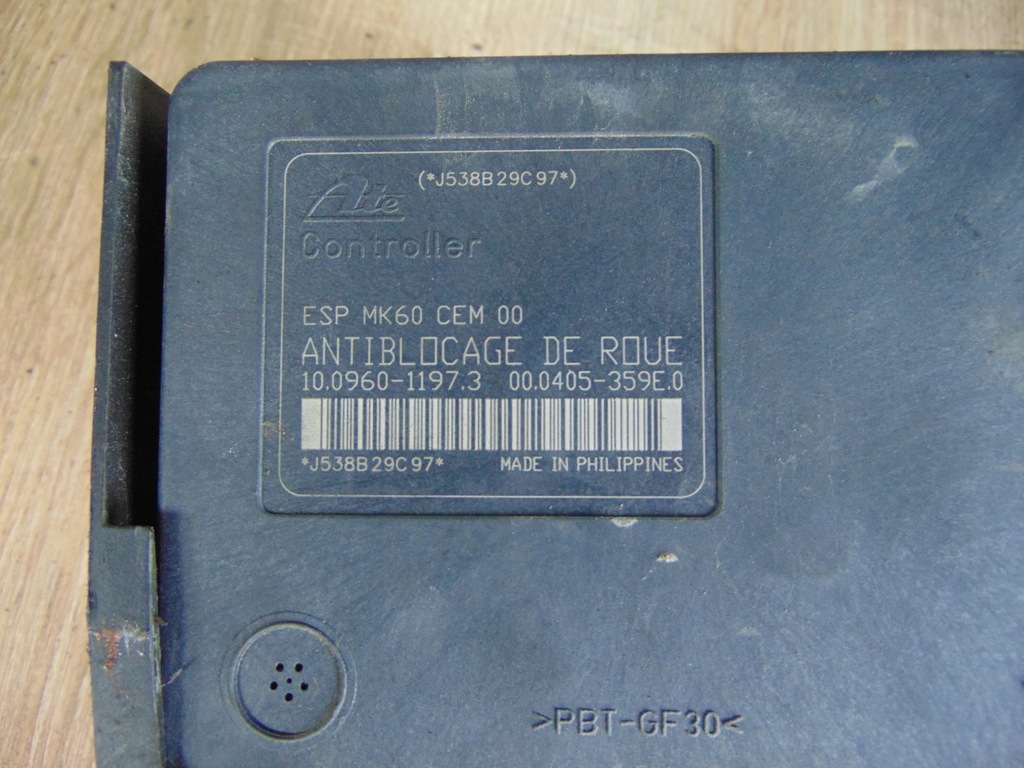 (*J538B29C97*)
Ate
Controller
ESP MK60 CEM 00
ANTIBLOCAGE DE ROUE
10.0960-1197.3 00.0405-359E.0
*J538B29C97* MADE IN PHILIPPINES
>PBT-GF30<